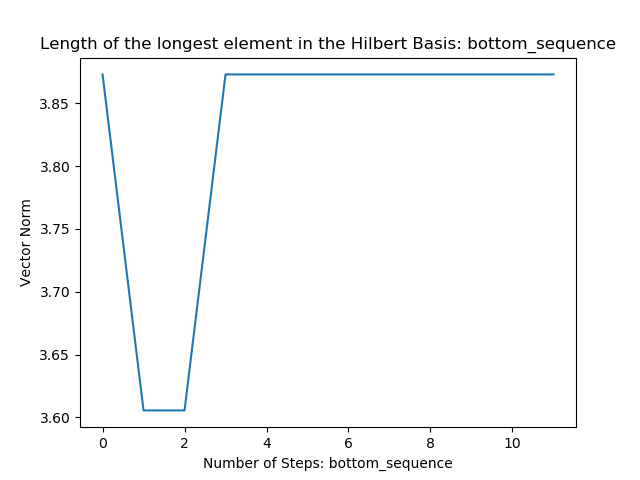 Length of the longest element in the Hilbert Basis: bottom_sequence
3.85
3.80
3.75
3.70
3.65
3.60
Vector Norm
0 2 4 6 8 10
Number of Steps: bottom_sequence